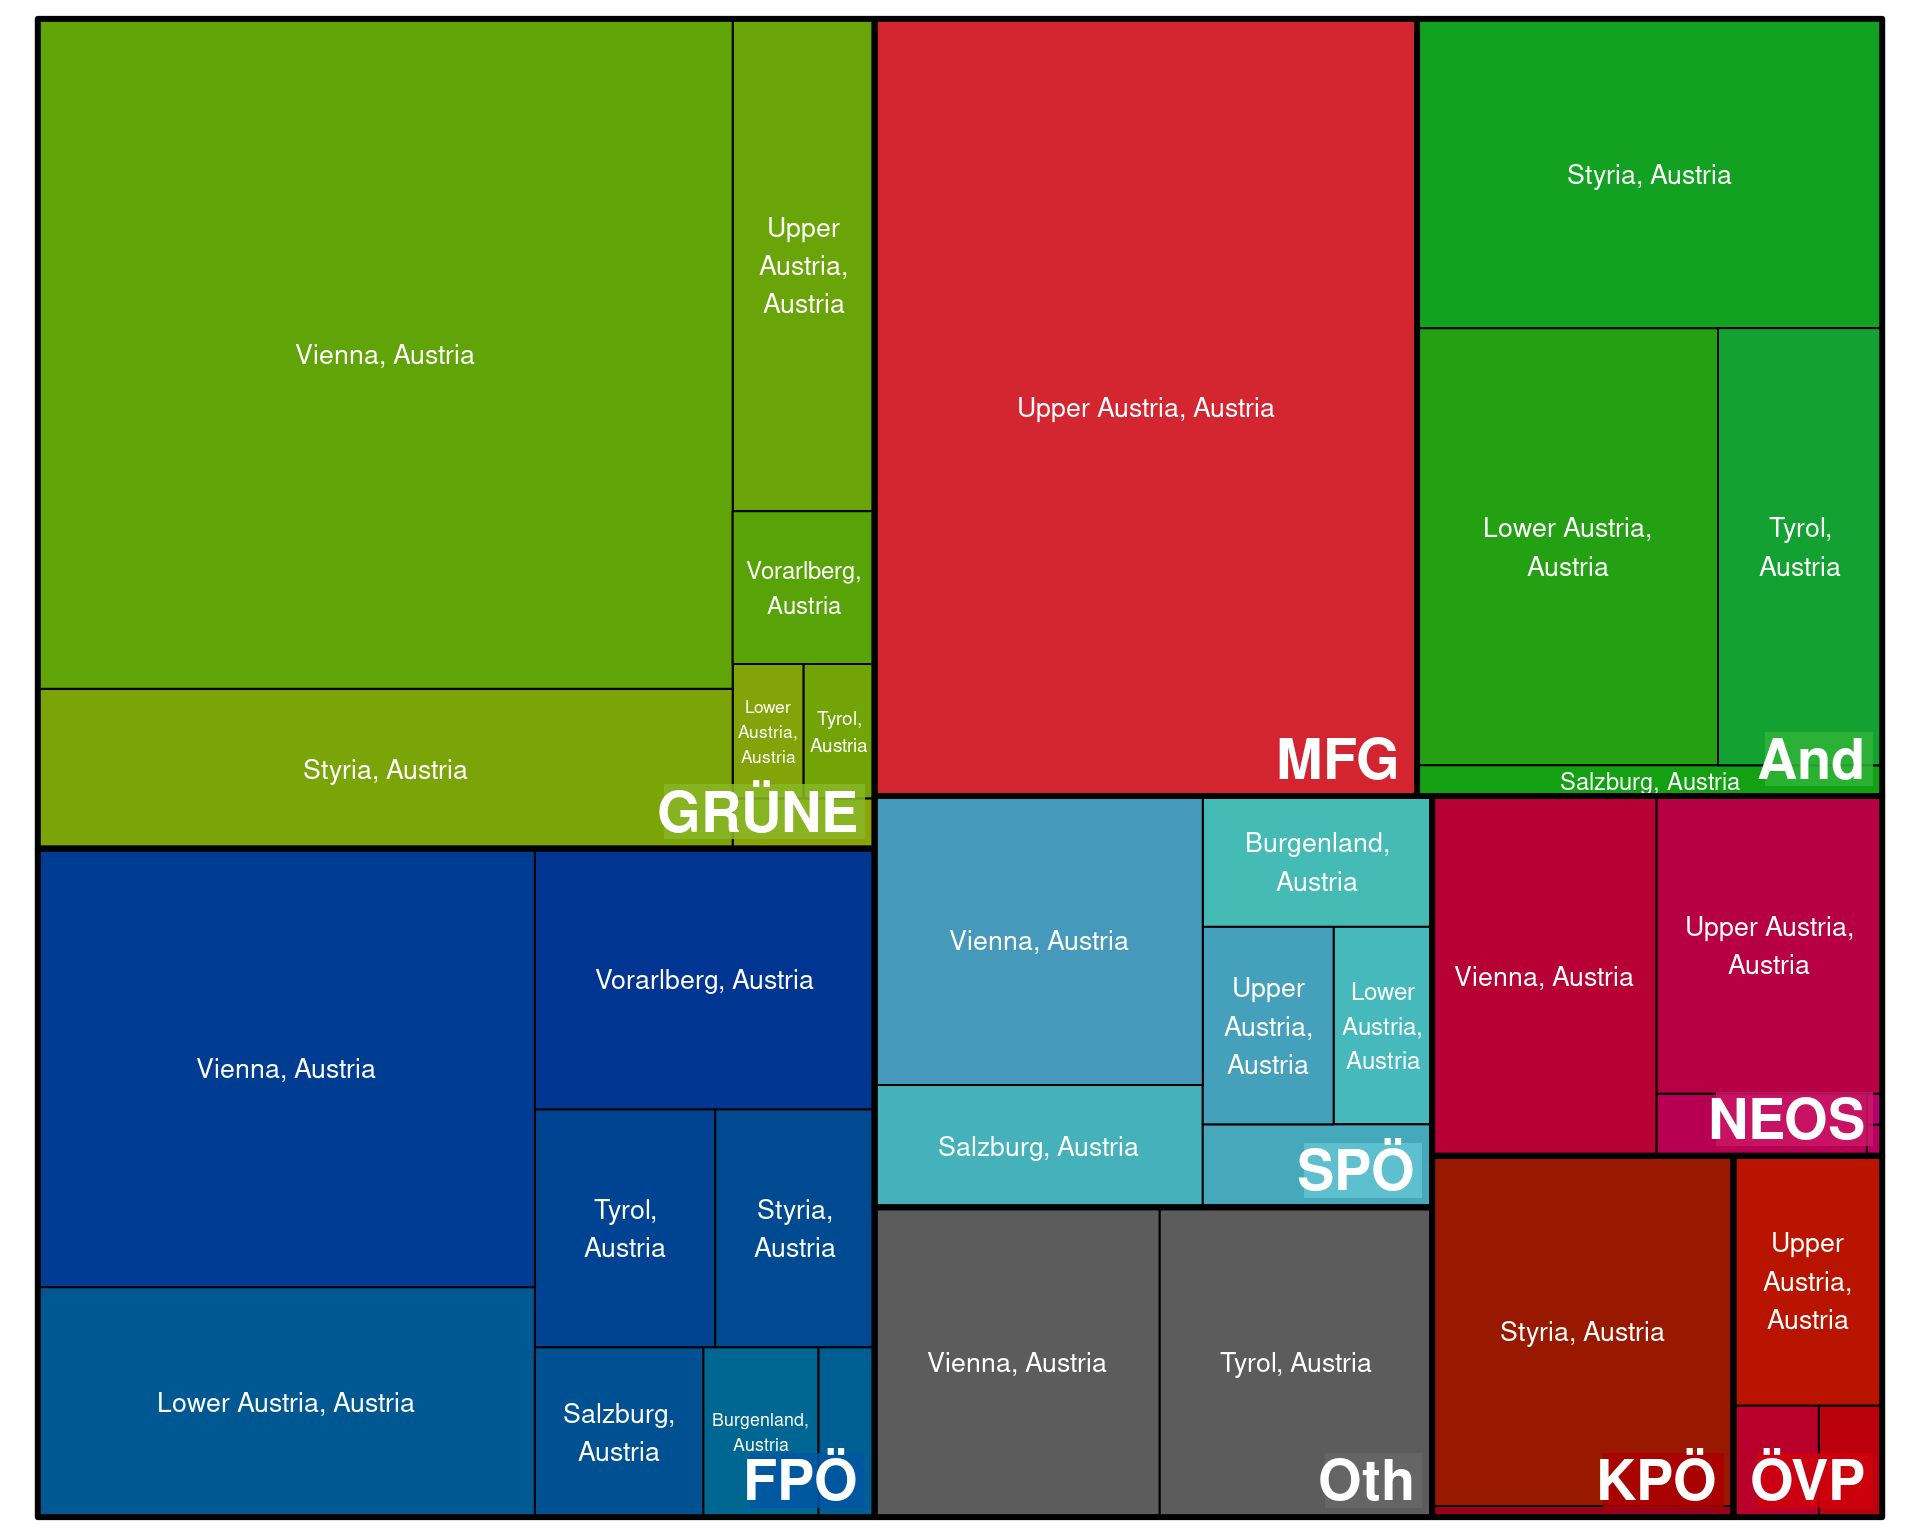 Vienna, Austria
Upper
Austria,
Austria
Vorarlberg,
Austria
Lower
Austria,
Austria
Tyrol,
Austria
Styria, Austria
GRÜNE
Upper Austria, Austria
MFG
Styria, Austria
Lower Austria,
Austria
Tyrol,
Austria
Salzburg, Austria
And
Vienna, Austria
Vorarlberg, Austria
Tyrol,
Austria
Styria,
Austria
Lower Austria, Austria
Salzburg,
Austria
Burgenland,
Austria
FPÖ
Vienna, Austria
Burgenland,
Austria
Upper
Austria,
Austria
Lower
Austria,
Austria
Salzburg, Austria
SPÖ
Vienna, Austria
Upper Austria,
Austria
NEOS
Vienna, Austria
Tyrol, Austria
Oth
Styria, Austria
KPÖ
Upper
Austria,
Austria
ÖVP